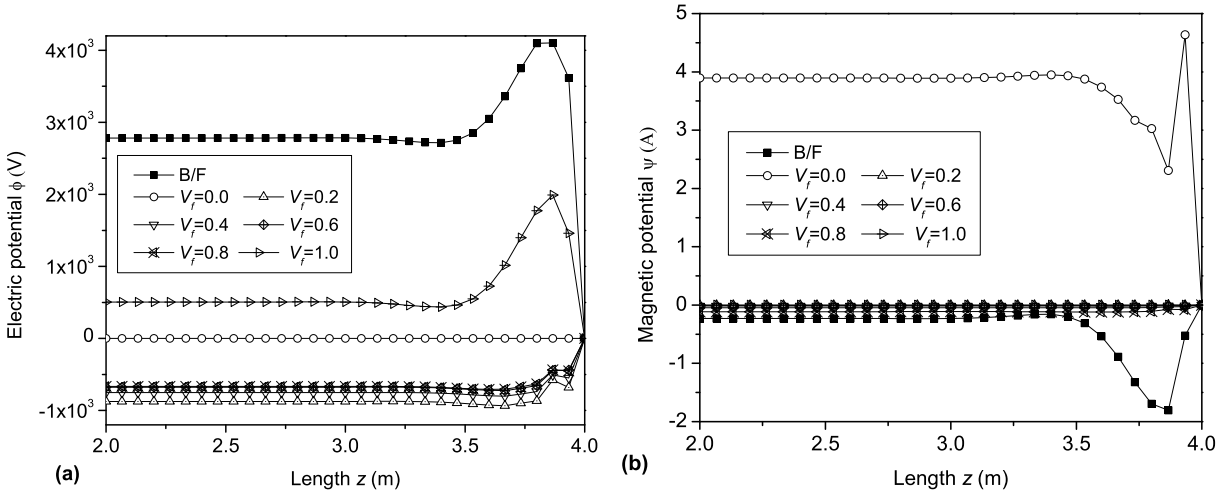 4x10³
3x10³
2x10³
1x10³
0
-1x10³
Electric potential ϕ (V)
B/F
V_f=0.0
V_f=0.2
V_f=0.4
V_f=0.6
V_f=0.8
V_f=1.0
2.0
2.5
3.0
3.5
4.0
(a)
Length z (m)
5
4
3
2
1
0
-1
-2
Magnetic potential ψ (A)
B/F
V_f=0.0
V_f=0.2
V_f=0.4
V_f=0.6
V_f=0.8
V_f=1.0
2.0
2.5
3.0
3.5
4.0
(b)
Length z (m)